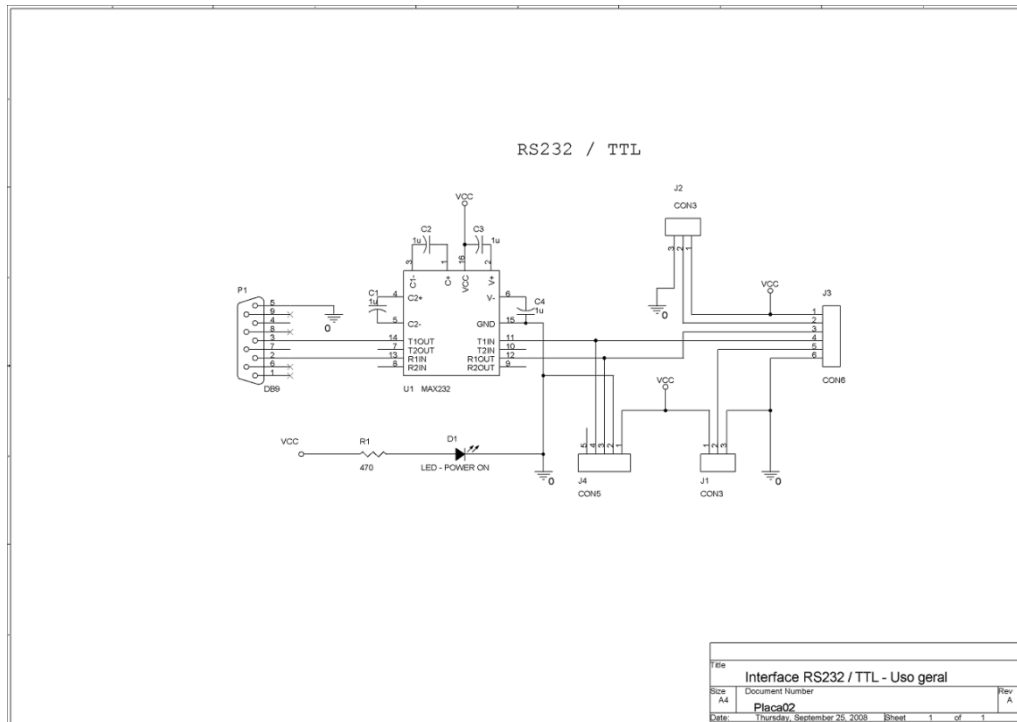 RS232 / TTL
J2
CON3
3 2 1
VCC
C2
1u
C3
1u
3 1 16 2
C1-
C+
VCC
V+
C1
1u
4 C2+
5 C2-
14 T1OUT
7 T2OUT
13 R1IN
8 R2IN
V- 6
GND 15
T1IN 11
T2IN 10
R1OUT 12
R2OUT 9
C4
1u
U1 MAX232
P1
5
9
4
8
3
7
2
6
1
DB9
0
0
VCC
J3
1
2
3
4
5
6
CON6
VCC
R1
470
D1
LED - POWER ON
0
5 4 3 2 1
J4
CON5
VCC
1 2 3
J1
CON3
0
Title
Interface RS232 / TTL - Uso geral
Size
A4
Document Number
Placa02
Rev
A
Date: Thursday, September 25, 2008 Sheet 1 of 1